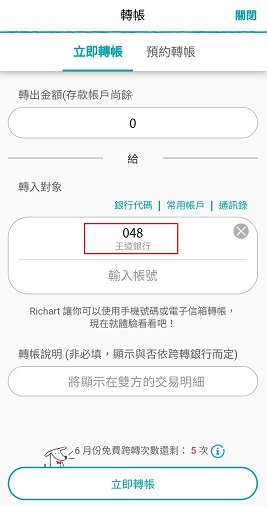 轉帳
關閉
立即轉帳
預約轉帳
轉出金額(存款帳戶尚餘
0
給
轉入對象
銀行代碼 | 常用帳戶 | 通訊錄
048
王道銀行
輸入帳號
Richart 讓你可以使用手機號碼或電子信箱轉帳，
現在就體驗看看吧！
轉帳說明 (非必填，顯示與否依跨轉銀行而定)
將顯示在雙方的交易明細
6 月份免費跨轉次數還剩： 5 次
立即轉帳